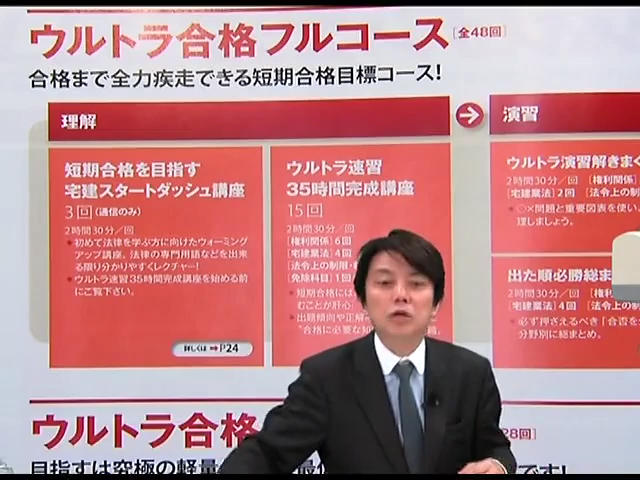 ウルトラ合格フルコース [全48回]
合格まで全力疾走できる短期合格目標コース!
理解
演習
短期合格を目指す
宅建スタートダッシュ講座
3回(通信のみ)
2時間30分/回
●初めて法律を学ぶ方に向けたウォーミング
アップ講座。法律の専門用語などを出来
る限り分かりやすくレクチャー!
●ウルトラ速習35時間完成講座を始める前
にご覧下さい。
詳しくは➡P24
ウルトラ速習
35時間完成講座
15回
2時間30分/回
[権利関係]6回
[宅建業法]4回
[法令上の制限・
[免除科目]1回
●短期合格には
むことが肝心
●出題傾向や正解
"合格に必要な知
ウルトラ演習解きまく
2時間30分/回 [権利関係]
[宅建業法]2回 [法令上の制
●○×問題と重要図表を使い、
理しましょう。
出た順必勝総ま
2時間30分/回 [権
[宅建業法]4回 [法令上の制
●必ず押さえるべき「合否を
分野別に総まとめ。
ウルトラ合格
28回]
目指すは究極の軽量
です!